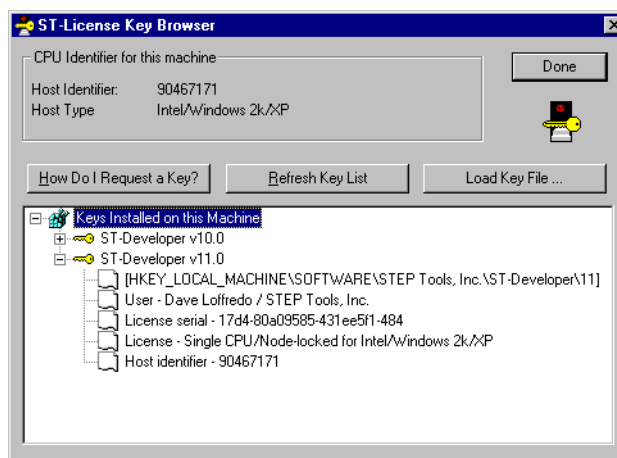 ST-License Key Browser
CPU Identifier for this machine
Host Identifier: 90467171
Host Type Intel/Windows 2k/XP
Done
How Do I Request a Key?
Refresh Key List
Load Key File ...
Keys Installed on this Machine
ST-Developer v10.0
ST-Developer v11.0
[HKEY_LOCAL_MACHINE\SOFTWARE\STEP Tools, Inc.\ST-Developer\11]
User - Dave Loffredo / STEP Tools, Inc.
License serial - 17d4-80a09585-431ee5f1-484
License - Single CPU/Node-locked for Intel/Windows 2k/XP
Host identifier - 90467171